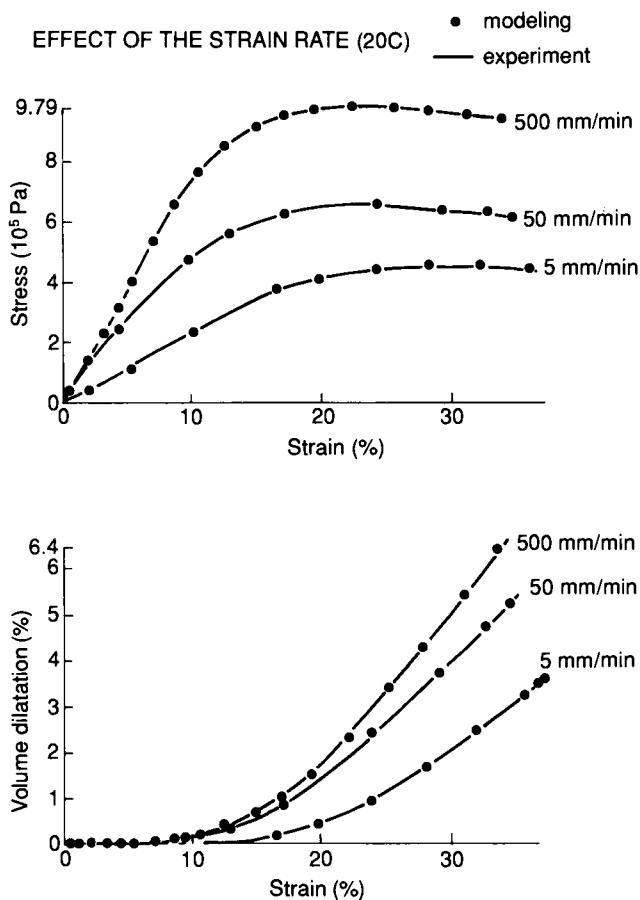 EFFECT OF THE STRAIN RATE (20C)
modeling
experiment
9.79
8
6
4
2
0
Stress (10⁵ Pa)
500 mm/min
50 mm/min
5 mm/min
0 10 20 30
Strain (%)
6.4
6
5
4
3
2
1
0
Volume dilatation (%)
500 mm/min
50 mm/min
5 mm/min
0 10 20 30
Strain (%)